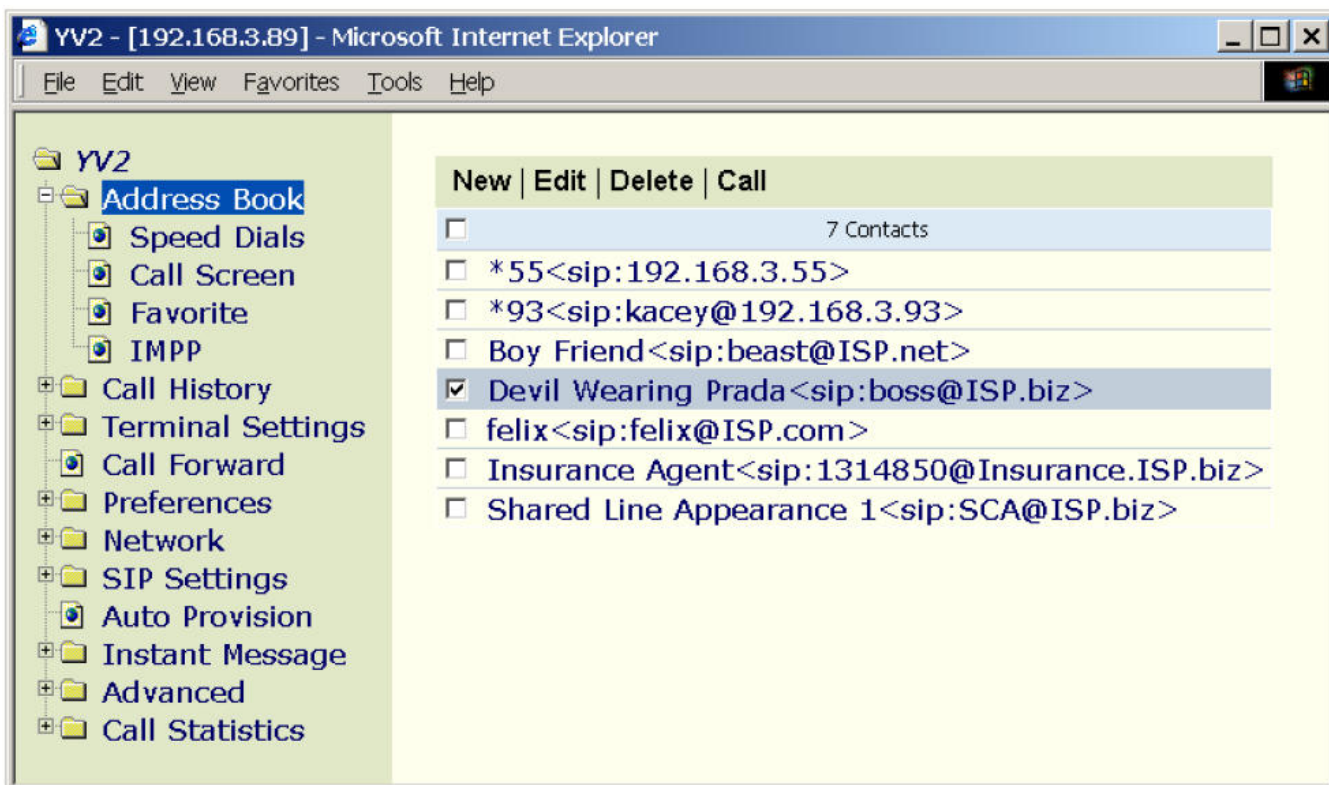 YV2 - [192.168.3.89] - Microsoft Internet Explorer
File Edit View Favorites Tools Help
YV2
Address Book
Speed Dials
Call Screen
Favorite
IMPP
Call History
Terminal Settings
Call Forward
Preferences
Network
SIP Settings
Auto Provision
Instant Message
Advanced
Call Statistics
New | Edit | Delete | Call
7 Contacts
*55<sip:192.168.3.55>
*93<sip:kacey@192.168.3.93>
Boy Friend<sip:beast@ISP.net>
Devil Wearing Prada<sip:boss@ISP.biz>
felix<sip:felix@ISP.com>
Insurance Agent<sip:1314850@Insurance.ISP.biz>
Shared Line Appearance 1<sip:SCA@ISP.biz>